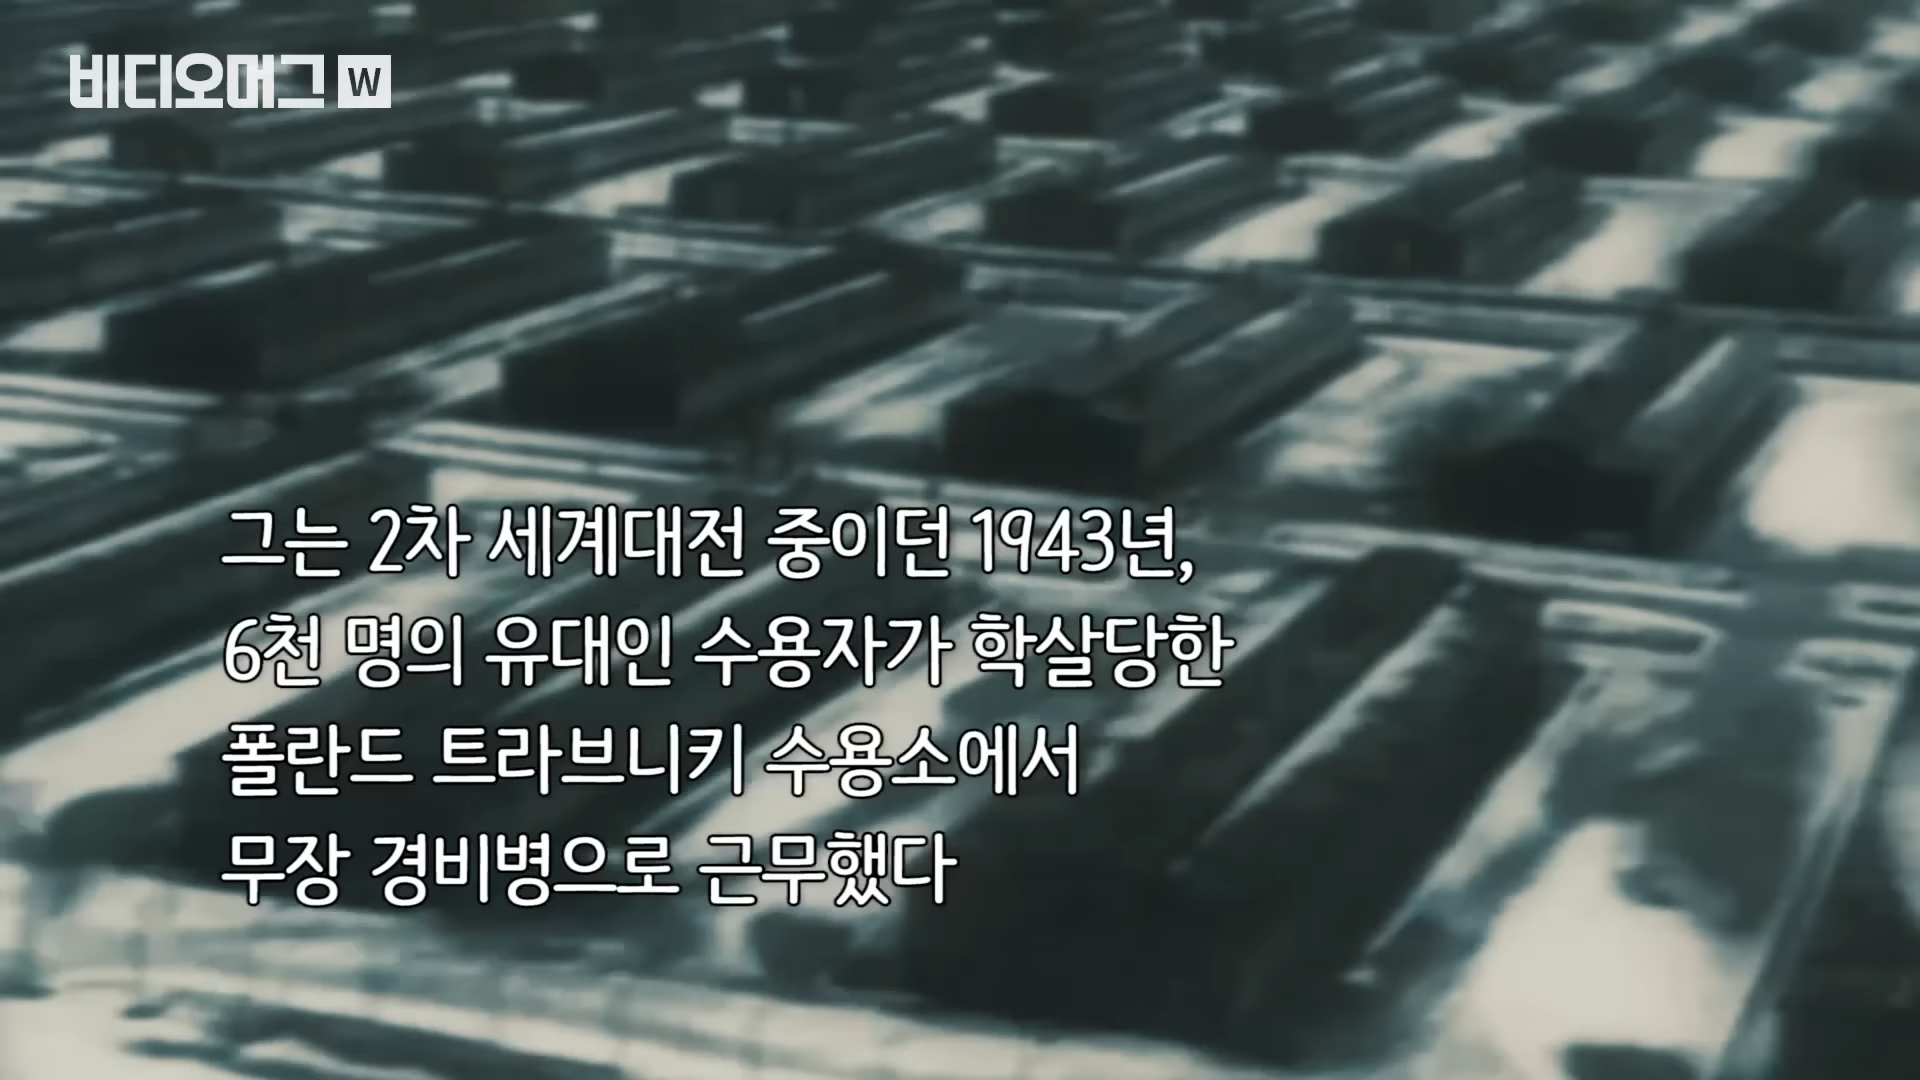 비디오머그 W
그는 2차 세계대전 중이던 1943년,
6천 명의 유대인 수용자가 학살당한
폴란드 트라브니키 수용소에서
무장 경비병으로 근무했다